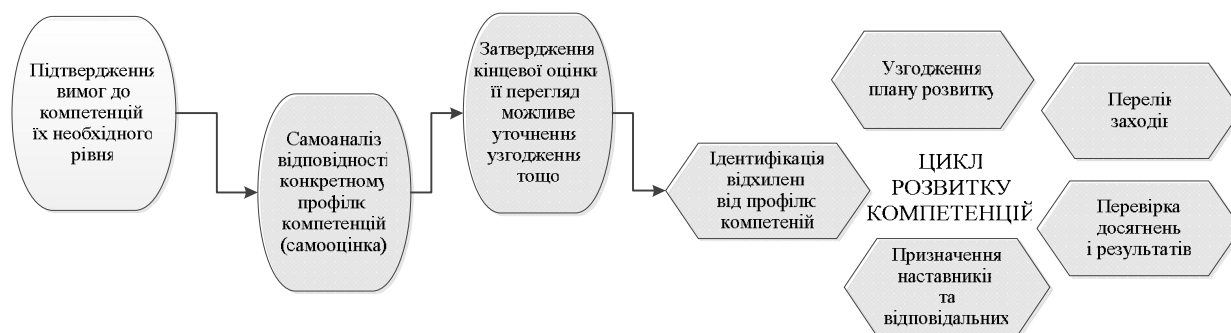 Підтвердження
вимог до
компетенцій
їх необхідного
рівня
Самоаналіз
відповідності
конкретному
профілю
компетенцій
(самооцінка)
Затвердження
кінцевої оцінки
її перегляд
можливе
уточнення
узгодження
тощо
Ідентифікація
відхилень
від профілю
компетеній
Узгодження
плану розвитку
Перелік
заходів
ЦИКЛ
РОЗВИТКУ
КОМПЕТЕНЦІЙ
Перевірка
досягнень
і результатів
Призначення
наставників
та
відповідальних